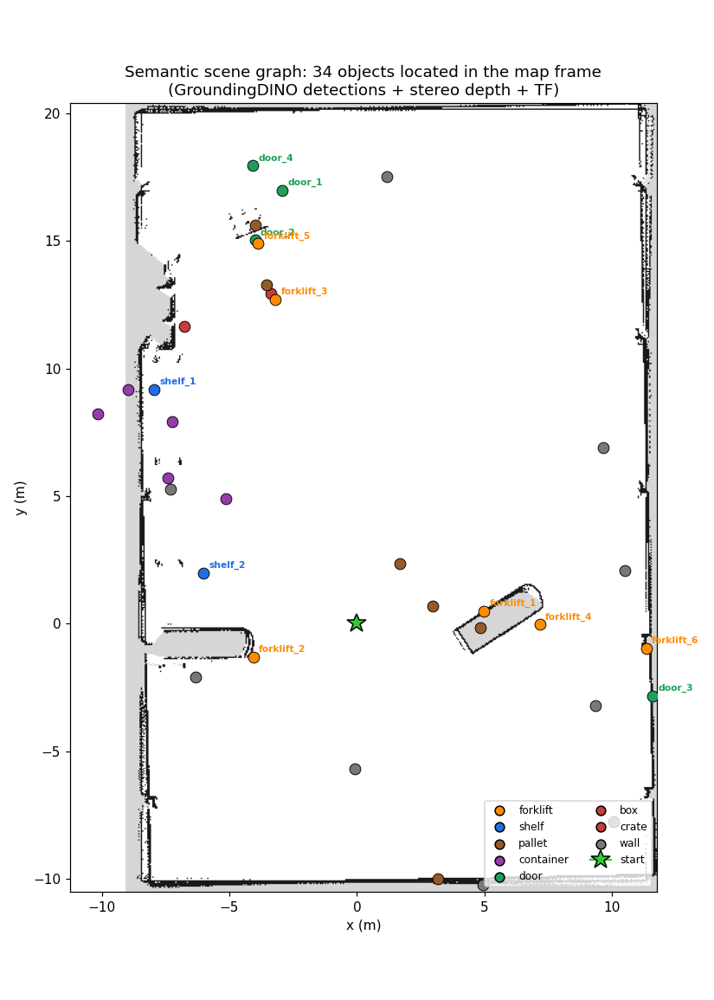 Semantic scene graph: 34 objects located in the map frame
(GroundingDINO detections + stereo depth + TF)
20
15
10
5
0
−5
−10
y (m)
door_4
door_1
door_2
forklift_5
forklift_3
shelf_1
shelf_2
forklift_1
forklift_4
forklift_6
forklift_2
door_3
forklift
shelf
pallet
container
door
box
crate
wall
start
−10
−5
0
5
10
x (m)